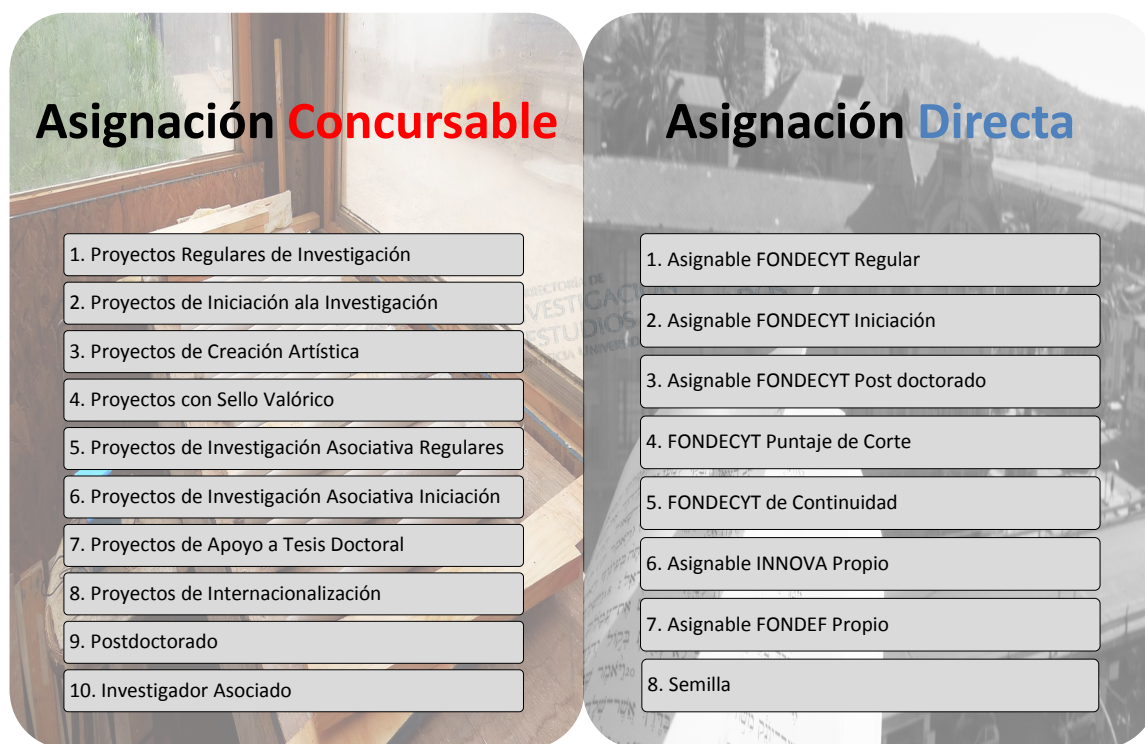 Asignación Concursable
1. Proyectos Regulares de Investigación
2. Proyectos de Iniciación ala Investigación
3. Proyectos de Creación Artística
4. Proyectos con Sello Valórico
5. Proyectos de Investigación Asociativa Regulares
6. Proyectos de Investigación Asociativa Iniciación
7. Proyectos de Apoyo a Tesis Doctoral
8. Proyectos de Internacionalización
9. Postdoctorado
10. Investigador Asociado
Asignación Directa
1. Asignable FONDECYT Regular
2. Asignable FONDECYT Iniciación
3. Asignable FONDECYT Post doctorado
4. FONDECYT Puntaje de Corte
5. FONDECYT de Continuidad
6. Asignable INNOVA Propio
7. Asignable FONDEF Propio
8. Semilla